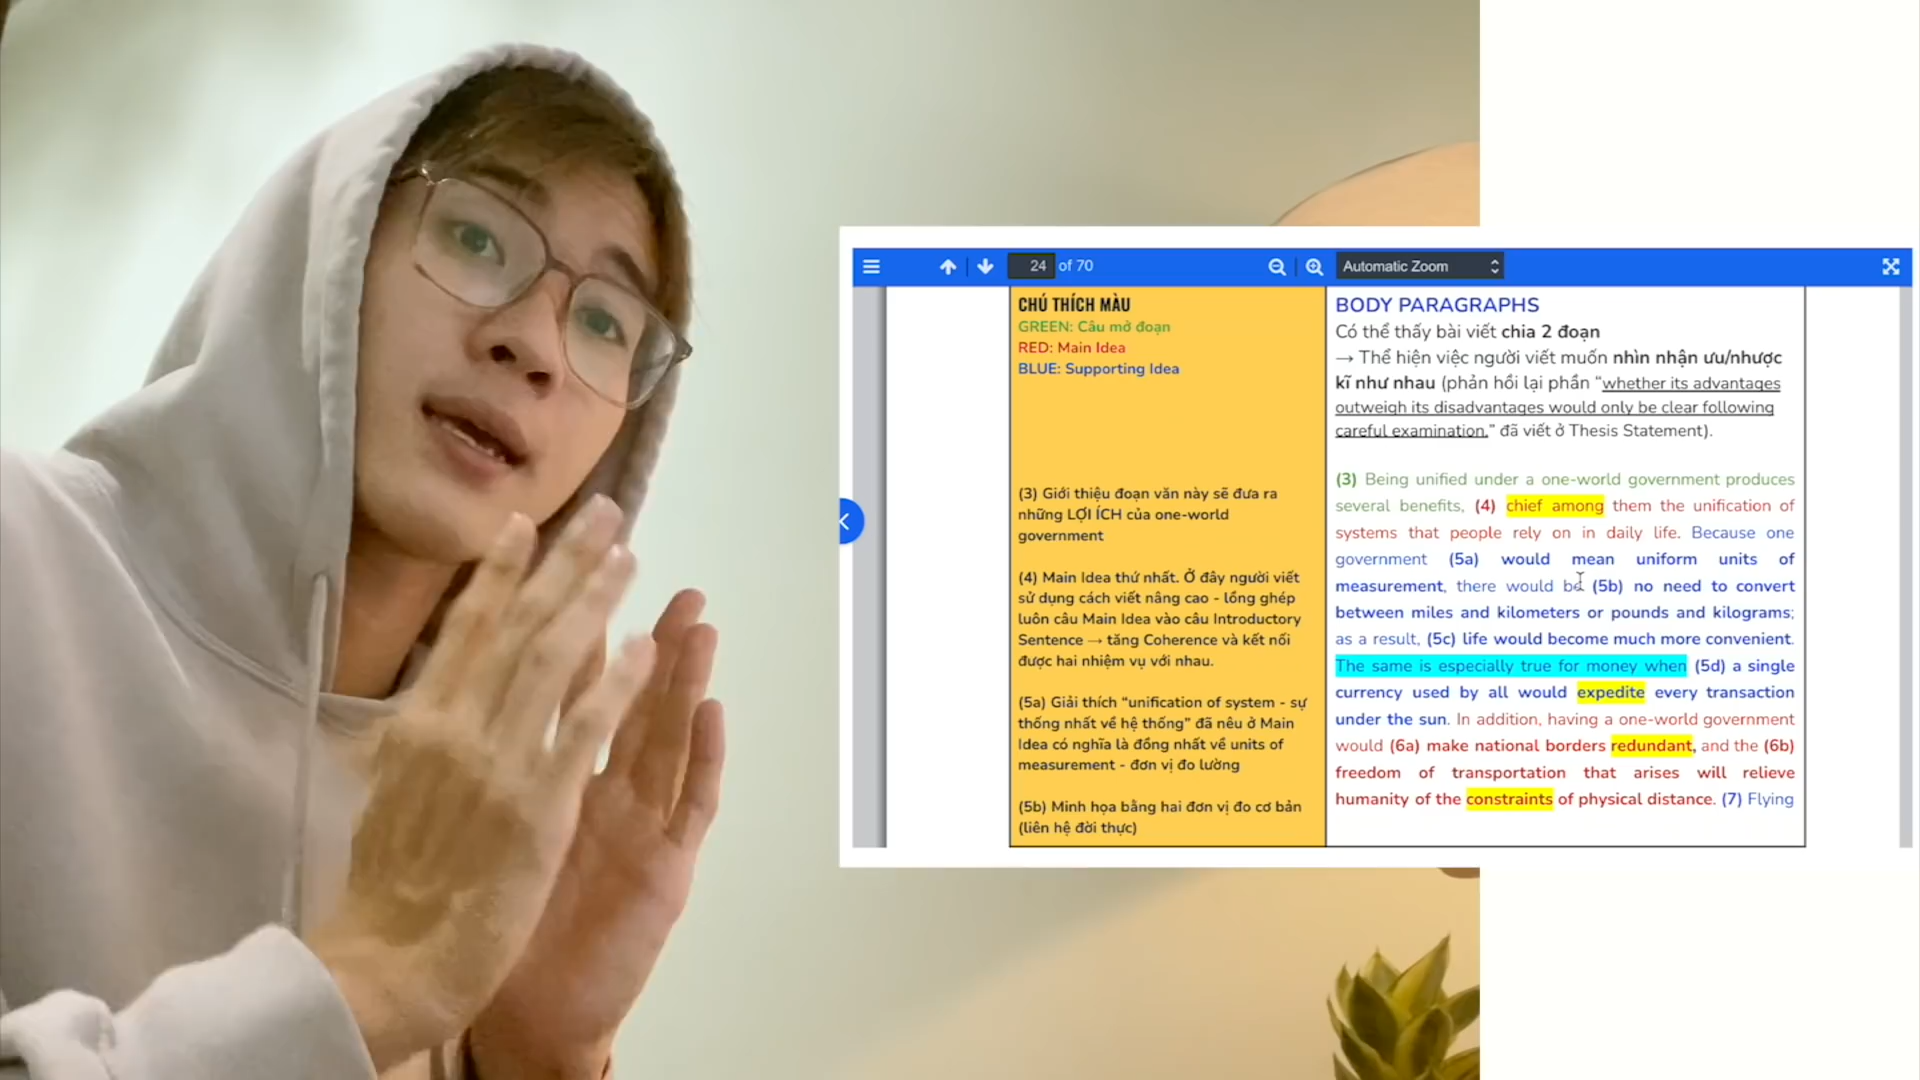 24 of 70
Automatic Zoom
CHÚ THÍCH MÀU
GREEN: Câu mở đoạn
RED: Main Idea
BLUE: Supporting Idea
(3) Giới thiệu đoạn văn này sẽ đưa ra
những LỢI ÍCH của one-world
government
(4) Main Idea thứ nhất. Ở đây người viết
sử dụng cách viết nâng cao - lồng ghép
luôn câu Main Idea vào câu Introductory
Sentence → tăng Coherence và kết nối
được hai nhiệm vụ với nhau.
(5a) Giải thích “unification of system - sự
thống nhất về hệ thống” đã nêu ở Main
Idea có nghĩa là đồng nhất về units of
measurement - đơn vị đo lường
(5b) Minh họa bằng hai đơn vị đo cơ bản
(liên hệ đời thực)
BODY PARAGRAPHS
Có thể thấy bài viết chia 2 đoạn
→ Thể hiện việc người viết muốn nhìn nhận ưu/nhược
kĩ như nhau (phản hồi lại phần “whether its advantages
outweigh its disadvantages would only be clear following
careful examination.” đã viết ở Thesis Statement).
(3) Being unified under a one-world government produces
several benefits, (4) chief among them the unification of
systems that people rely on in daily life. Because one
government (5a) would mean uniform units of
measurement, there would be (5b) no need to convert
between miles and kilometers or pounds and kilograms;
as a result, (5c) life would become much more convenient.
The same is especially true for money when (5d) a single
currency used by all would expedite every transaction
under the sun. In addition, having a one-world government
would (6a) make national borders redundant, and the (6b)
freedom of transportation that arises will relieve
humanity of the constraints of physical distance. (7) Flying